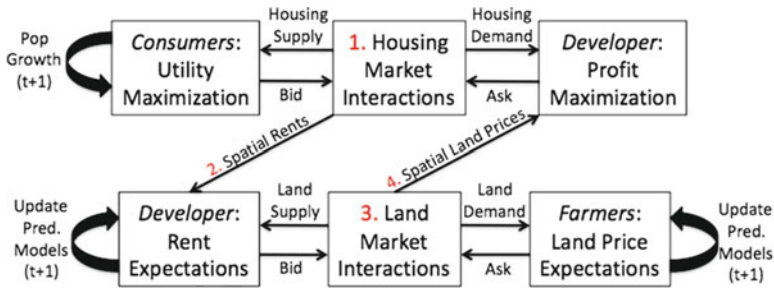 Pop
Growth
(t+1)
Consumers:
Utility
Maximization
Housing
Supply
Bid
1. Housing
Market
Interactions
Housing
Demand
Ask
Developer:
Profit
Maximization
2. Spatial Rents
4. Spatial Land Prices
Update
Pred.
Models
(t+1)
Developer:
Rent
Expectations
Land
Supply
Bid
3. Land
Market
Interactions
Land
Demand
Ask
Farmers:
Land Price
Expectations
Update
Pred.
Models
(t+1)